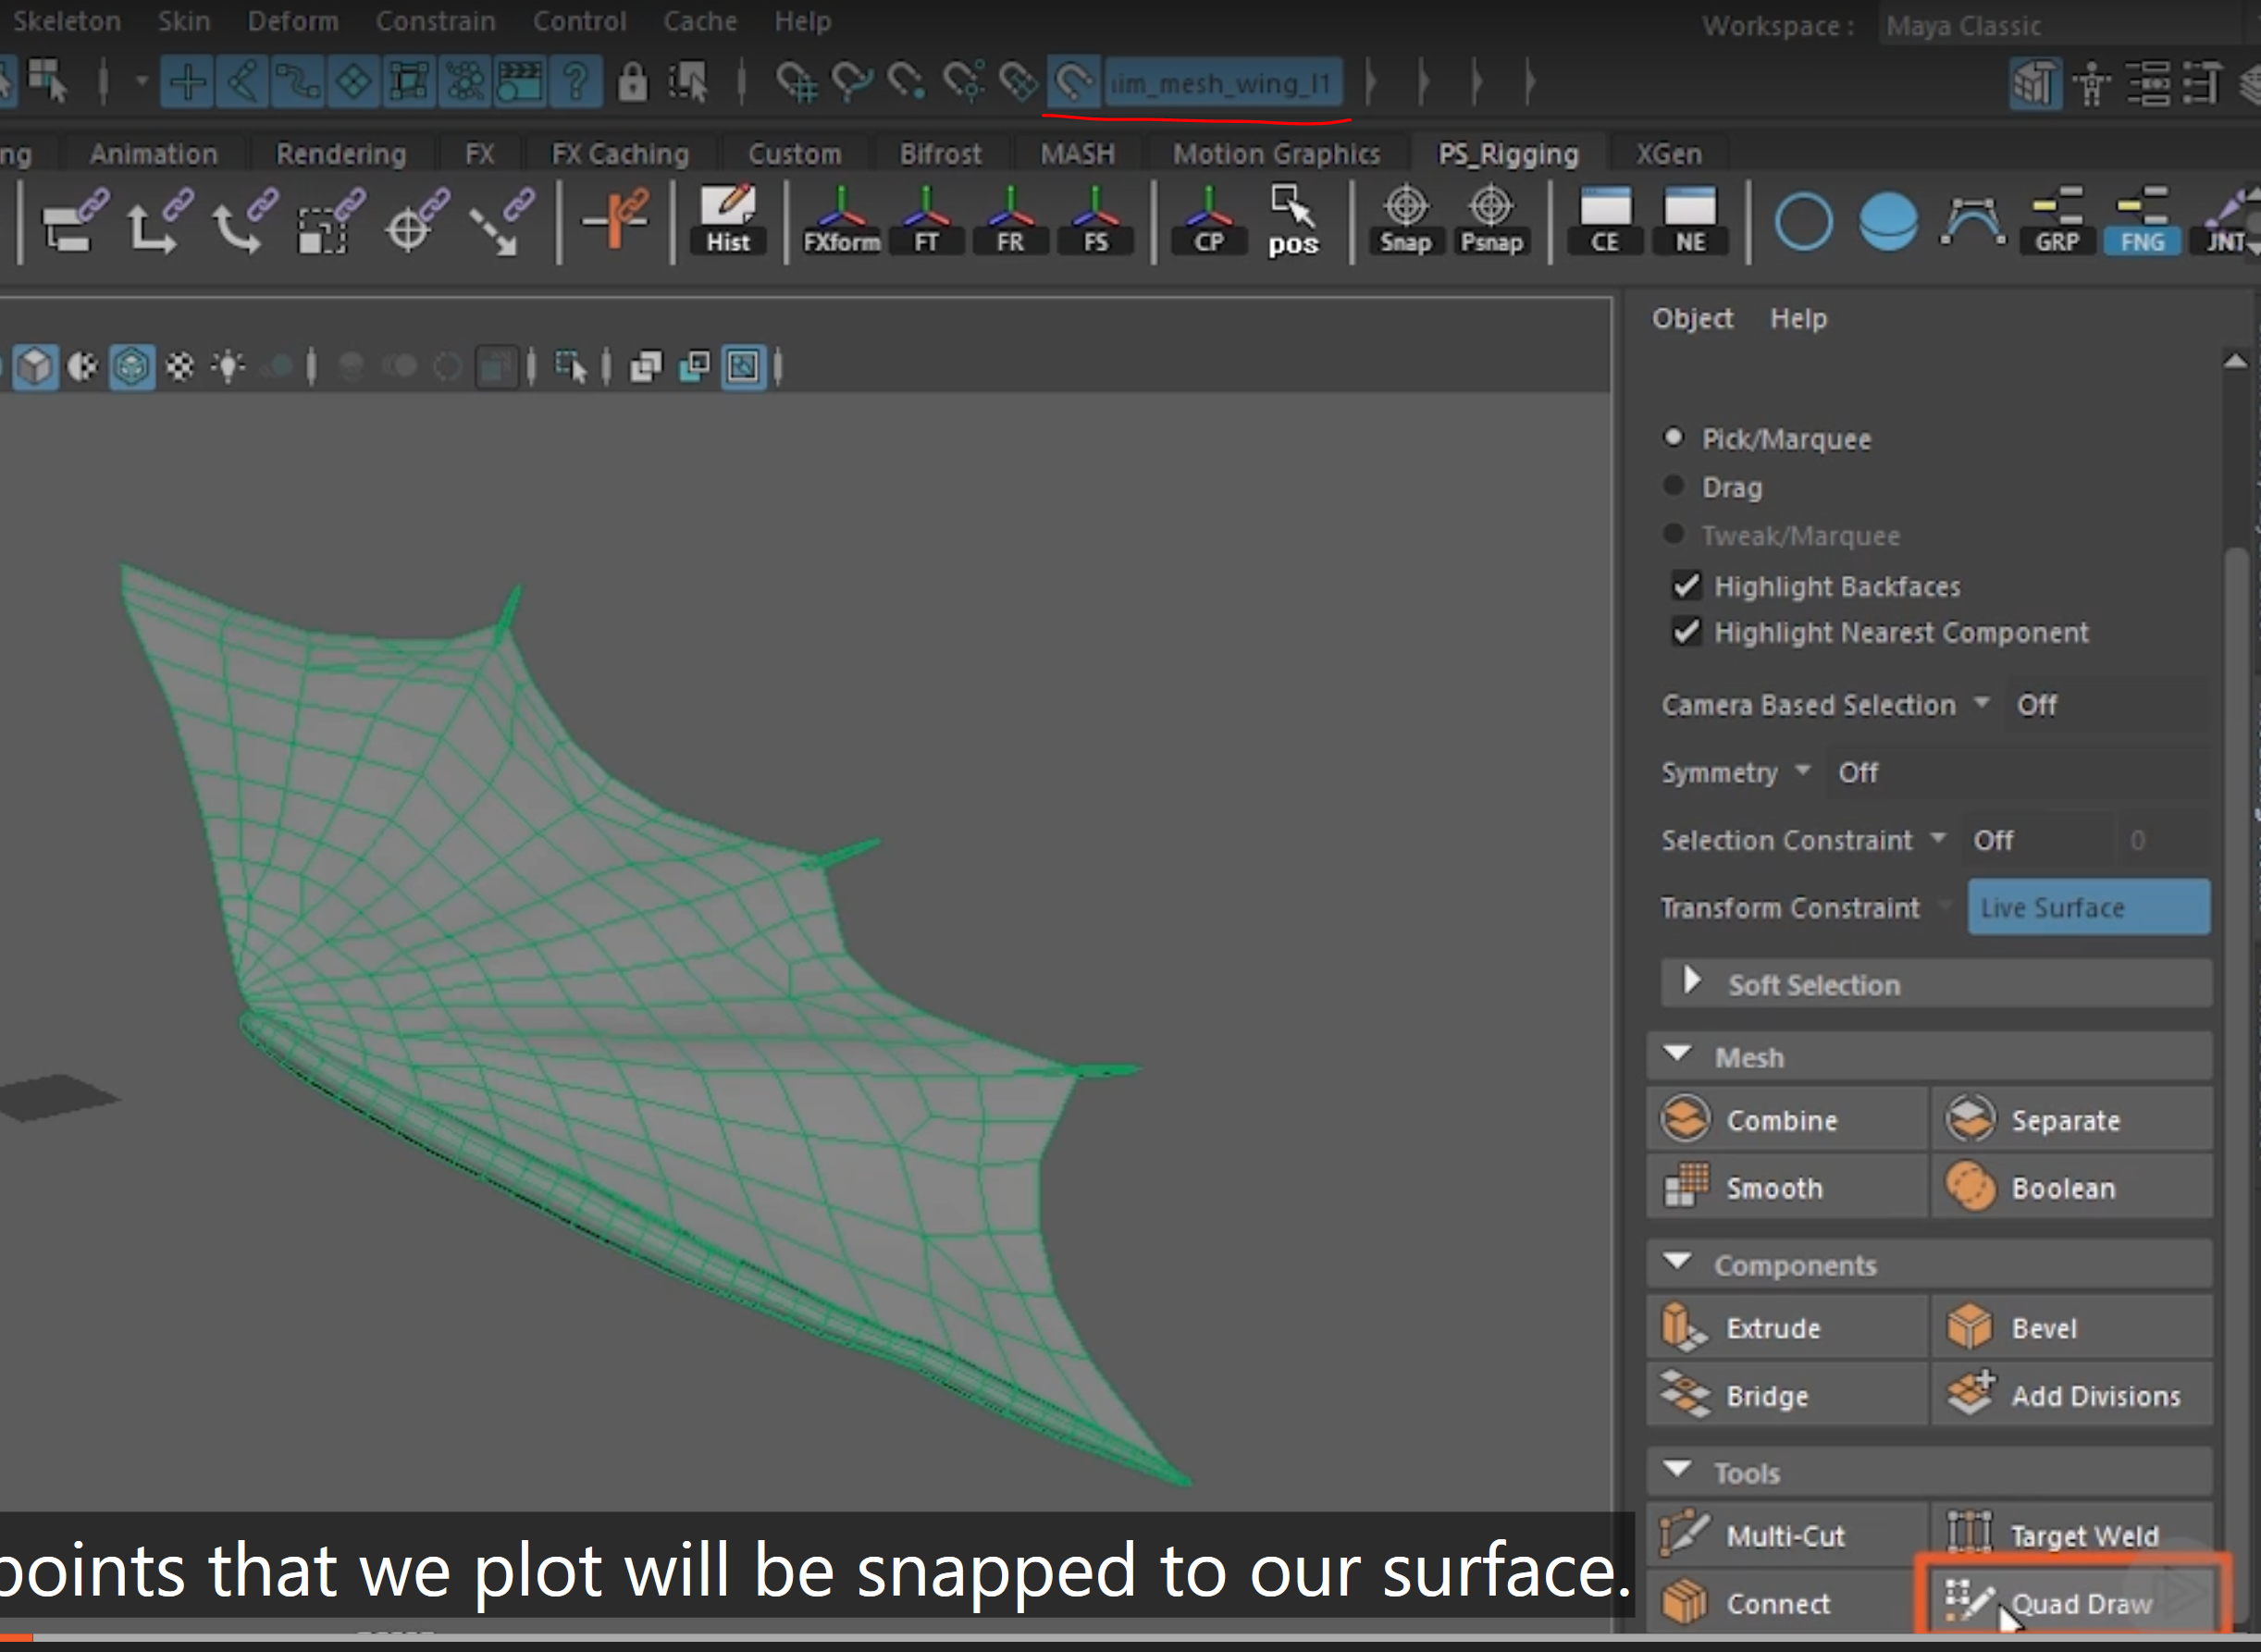 Skeleton Skin Deform Constrain Control Cache Help
Workspace : Maya Classic
im_mesh_wing_l1
ng Animation Rendering FX FX Caching Custom Bifrost MASH Motion Graphics PS_Rigging XGen
Hist FXform FT FR FS CP pos Snap Psnap CE NE GRP FNG JNT
Object Help
Pick/Marquee
Drag
Tweak/Marquee
Highlight Backfaces
Highlight Nearest Component
Camera Based Selection Off
Symmetry Off
Selection Constraint Off 0
Transform Constraint Live Surface
Soft Selection
Mesh
Combine Separate
Smooth Boolean
Components
Extrude Bevel
Bridge Add Divisions
Tools
Multi-Cut Target Weld
Connect Quad Draw
points that we plot will be snapped to our surface.